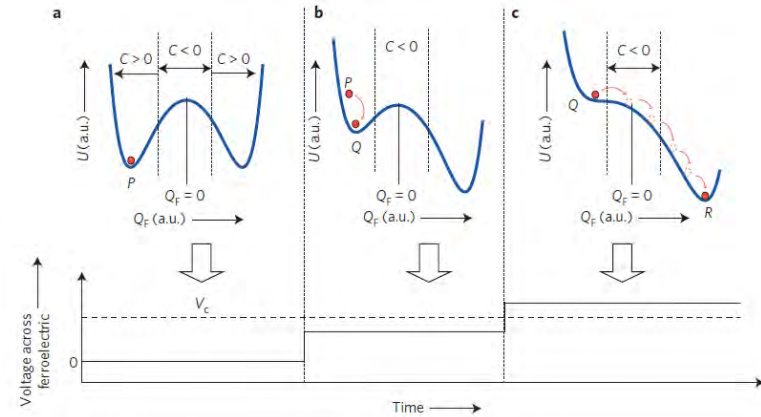 a
b
c
C > 0
C < 0
C > 0
C < 0
C < 0
U (a.u.)
P
Q_F = 0
Q_F (a.u.)
U (a.u.)
P
Q
Q_F = 0
Q_F (a.u.)
U (a.u.)
Q
R
Q_F = 0
Q_F (a.u.)
Voltage across
ferroelectric
V_c
0
Time